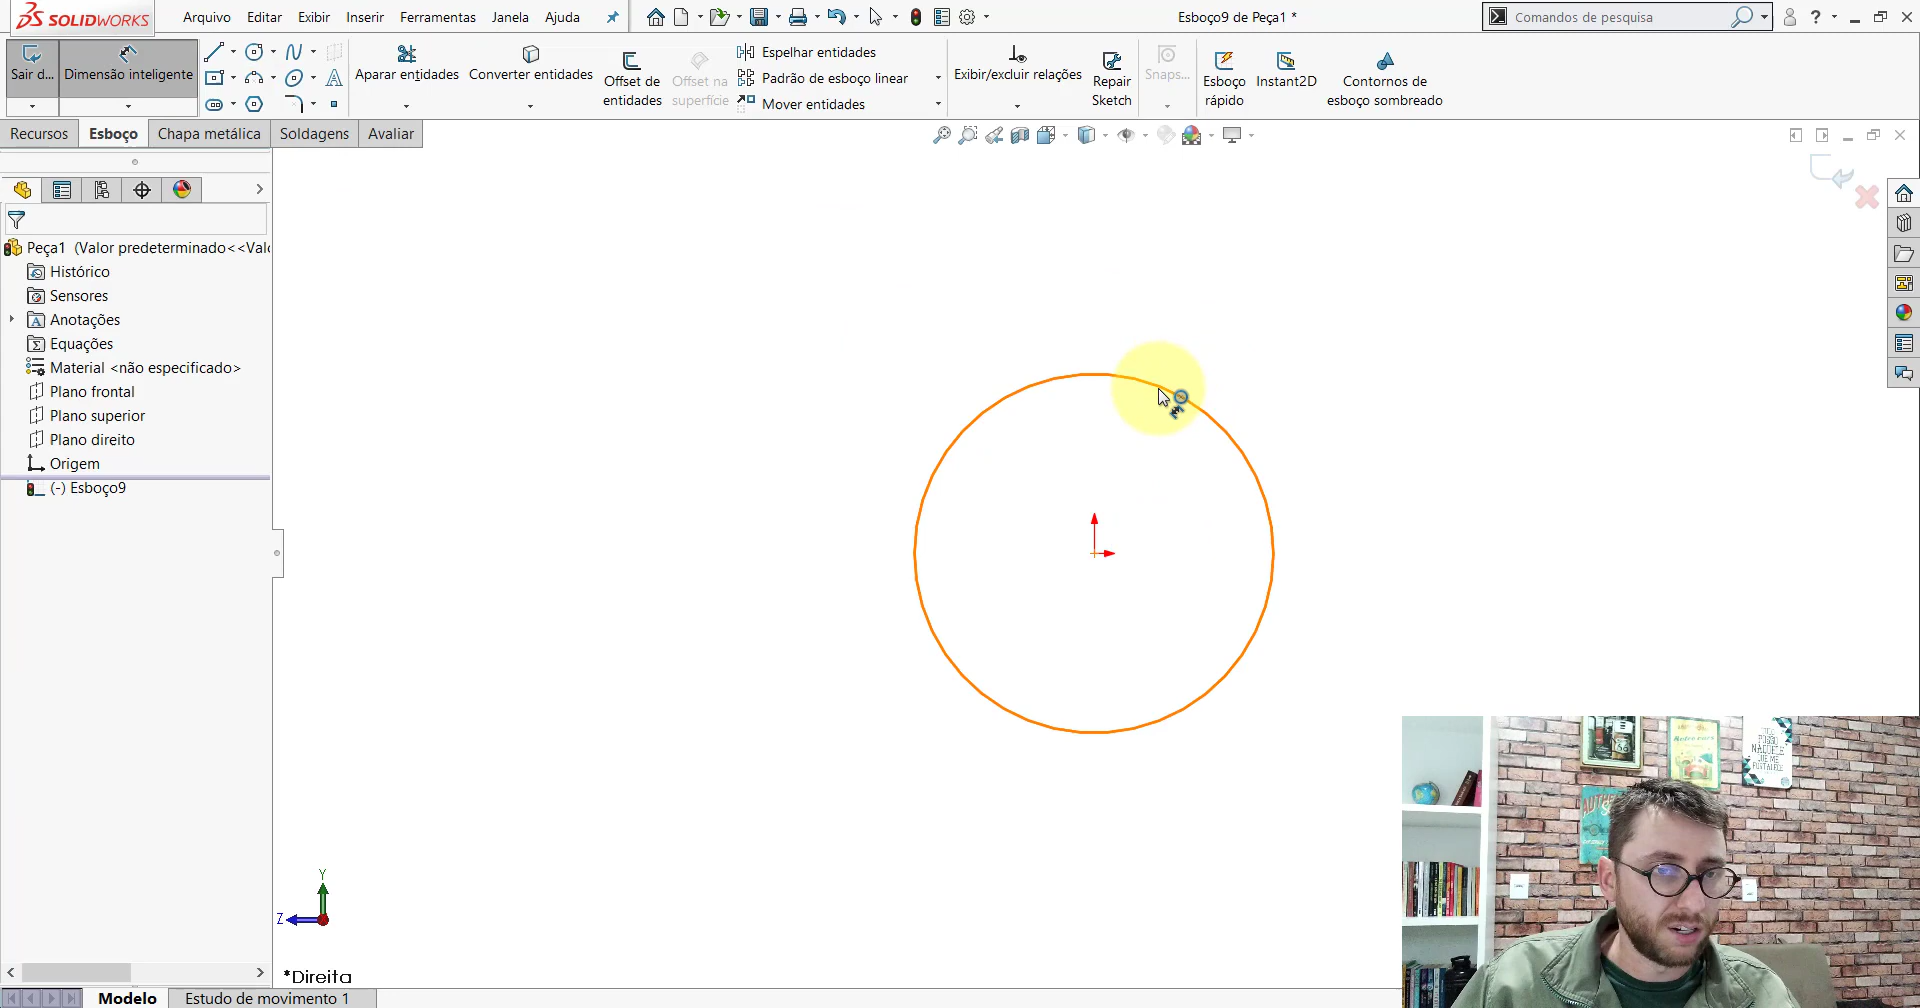 SOLIDWORKS
Arquivo Editar Exibir Inserir Ferramentas Janela Ajuda
Esboço9 de Peça1 *
Comandos de pesquisa
Sair d...
Dimensão inteligente
Aparar entidades
Converter entidades
Offset de
entidades
Offset na
superfície
Espelhar entidades
Padrão de esboço linear
Mover entidades
Exibir/excluir relações
Repair
Sketch
Snaps...
Esboço
rápido
Instant2D
Contornos de
esboço sombreado
Recursos Esboço Chapa metálica Soldagens Avaliar
Peça1 (Valor predeterminado<<Valo
Histórico
Sensores
Anotações
Equações
Material <não especificado>
Plano frontal
Plano superior
Plano direito
Origem
(-) Esboço9
Y
Z
*Direita
Modelo
Estudo de movimento 1